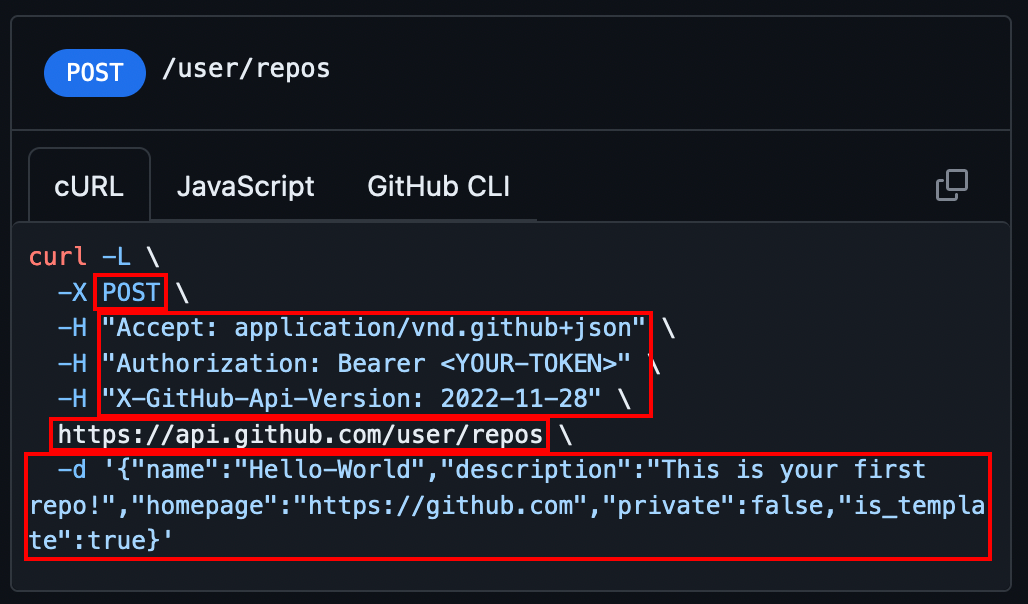 POST /user/repos
cURL JavaScript GitHub CLI
curl -L \
-X POST \
-H "Accept: application/vnd.github+json" \
-H "Authorization: Bearer <YOUR-TOKEN>" \
-H "X-GitHub-Api-Version: 2022-11-28" \
https://api.github.com/user/repos \
-d '{"name":"Hello-World","description":"This is your first
repo!","homepage":"https://github.com","private":false,"is_templa
te":true}'